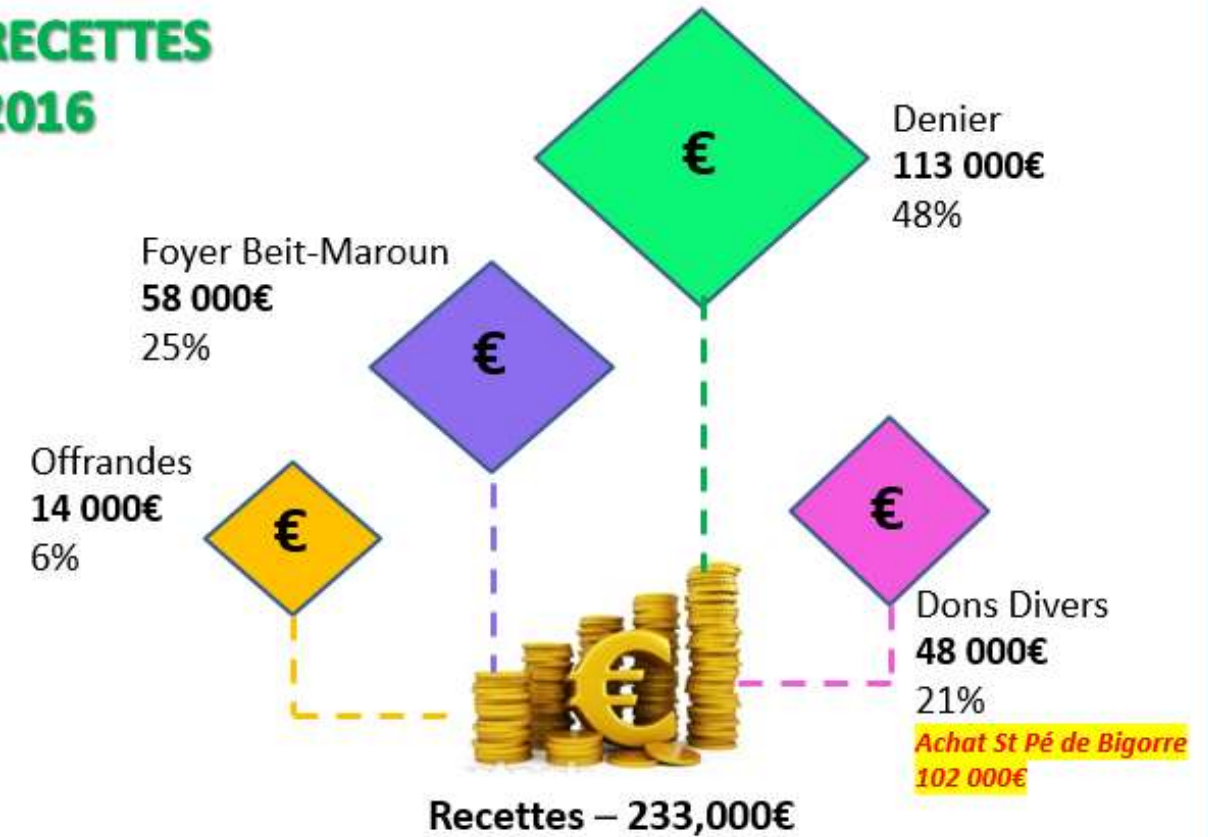 RECETTES
2016
Denier
113 000€
48%
€
Foyer Beit-Maroun
58 000€
25%
€
Offrandes
14 000€
6%
€
€
Dons Divers
48 000€
21%
Achat St Pé de Bigorre
102 000€
€
Recettes – 233,000€